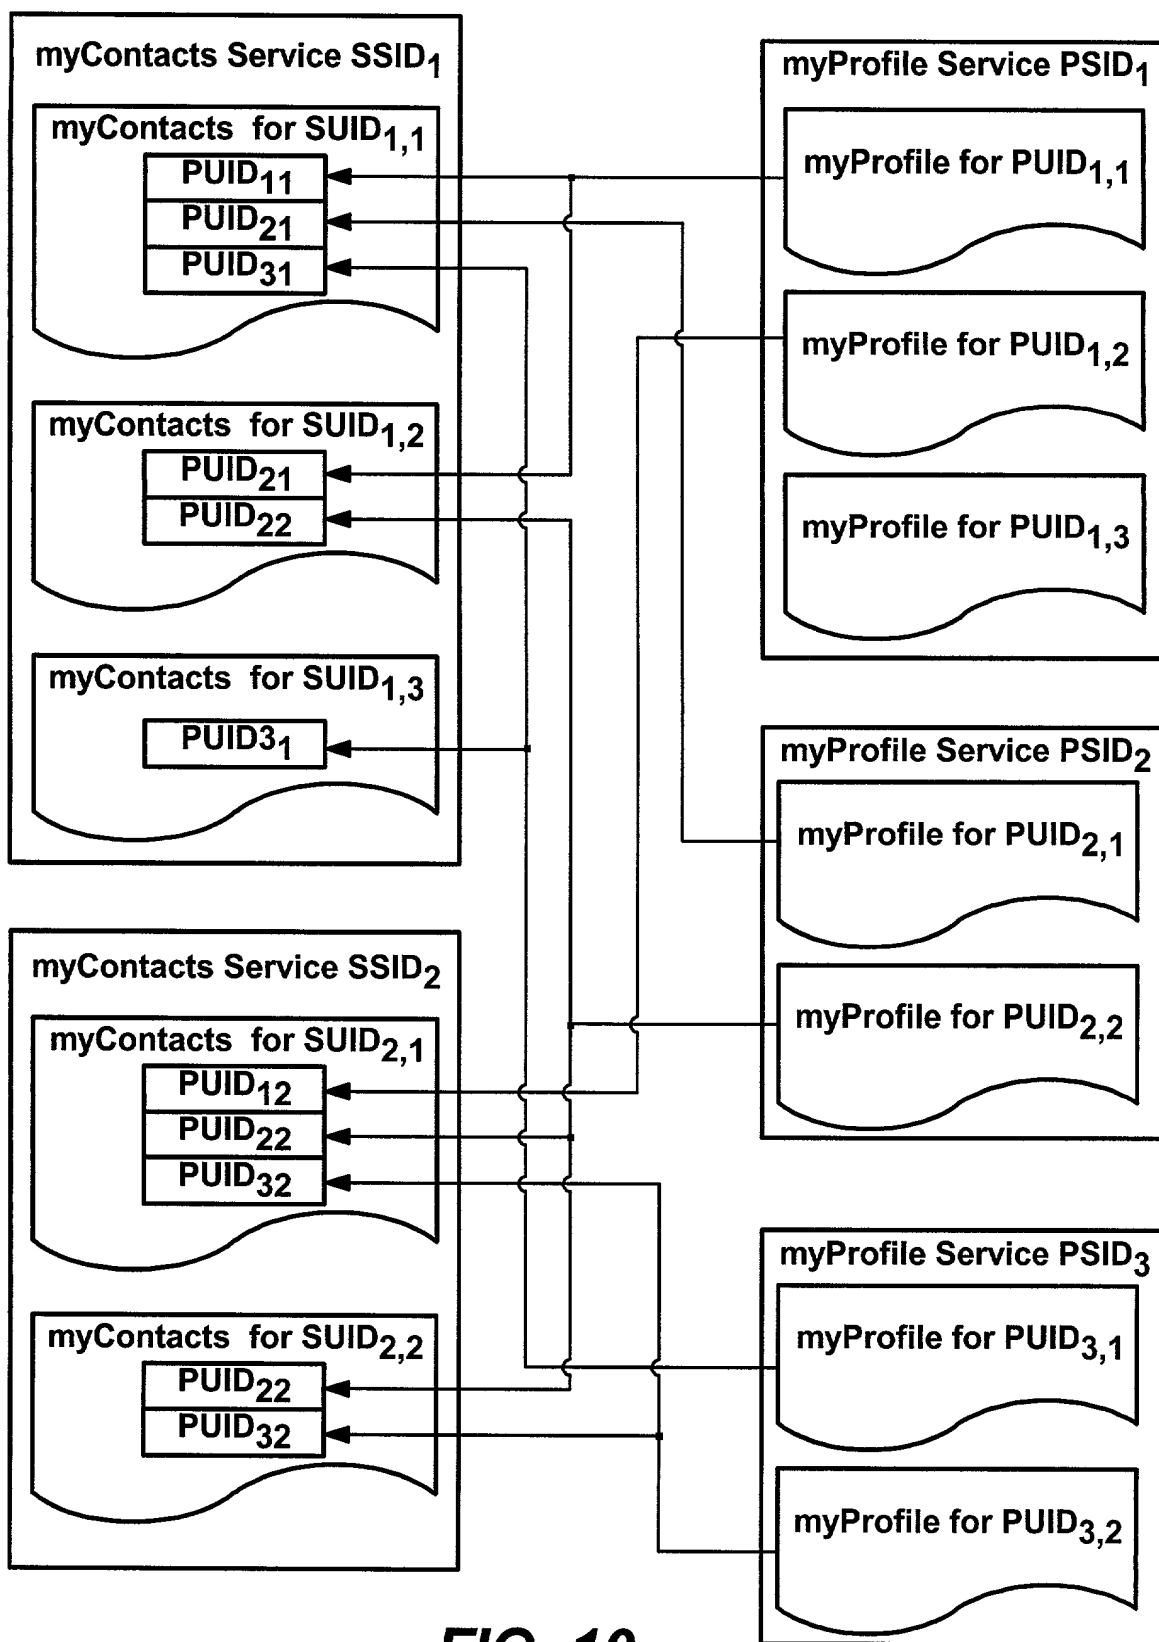 myContacts Service SSID1
myContacts for SUID1,1
PUID11
PUID21
PUID31
myContacts for SUID1,2
PUID21
PUID22
myContacts for SUID1,3
PUID31
myContacts Service SSID2
myContacts for SUID2,1
PUID12
PUID22
PUID32
myContacts for SUID2,2
PUID22
PUID32
myProfile Service PSID1
myProfile for PUID1,1
myProfile for PUID1,2
myProfile for PUID1,3
myProfile Service PSID2
myProfile for PUID2,1
myProfile for PUID2,2
myProfile Service PSID3
myProfile for PUID3,1
myProfile for PUID3,2